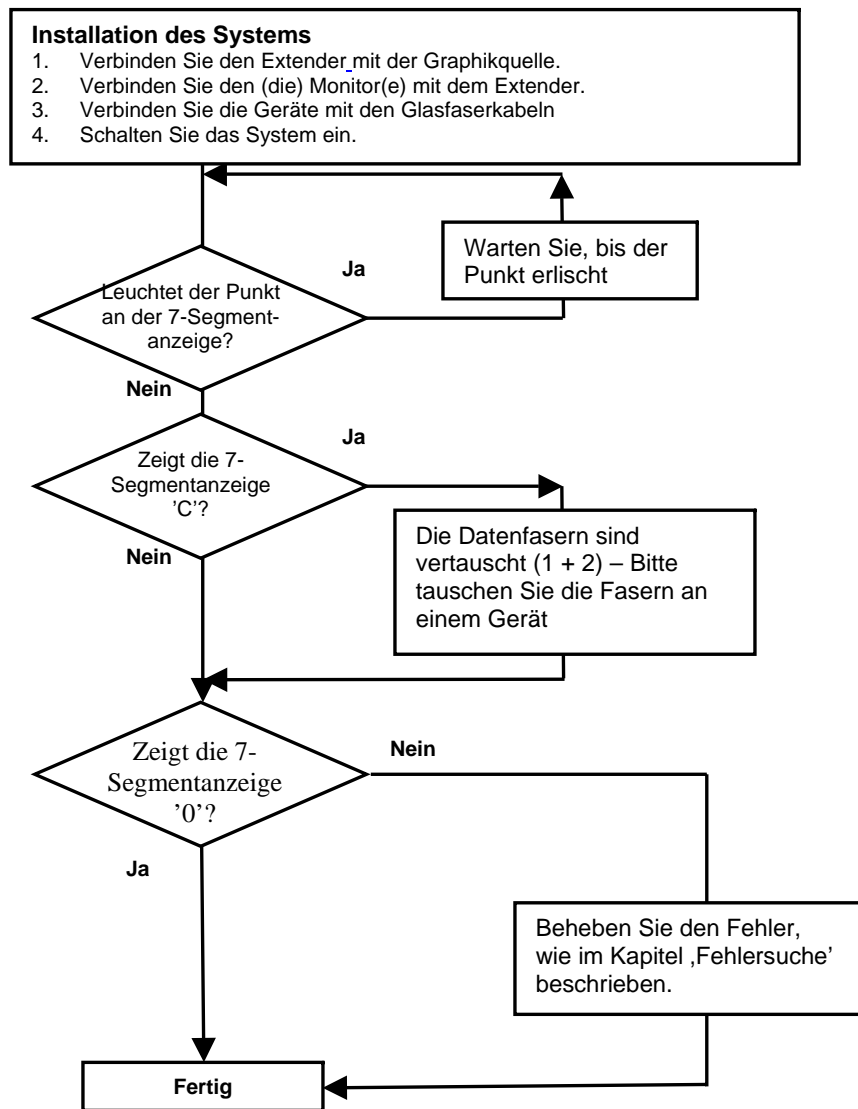 Installation des Systems
1. Verbinden Sie den Extender mit der Graphikquelle.
2. Verbinden Sie den (die) Monitor(e) mit dem Extender.
3. Verbinden Sie die Geräte mit den Glasfaserkabeln
4. Schalten Sie das System ein.
Warten Sie, bis der
Punkt erlischt
Ja
Leuchtet der Punkt
an der 7-Segment-
anzeige?
Nein
Ja
Zeigt die 7-
Segmentanzeige
'C'?
Nein
Die Datenfasern sind
vertauscht (1 + 2) – Bitte
tauschen Sie die Fasern an
einem Gerät
Zeigt die 7-
Segmentanzeige
'0'?
Nein
Ja
Beheben Sie den Fehler,
wie im Kapitel ‚Fehlersuche'
beschrieben.
Fertig